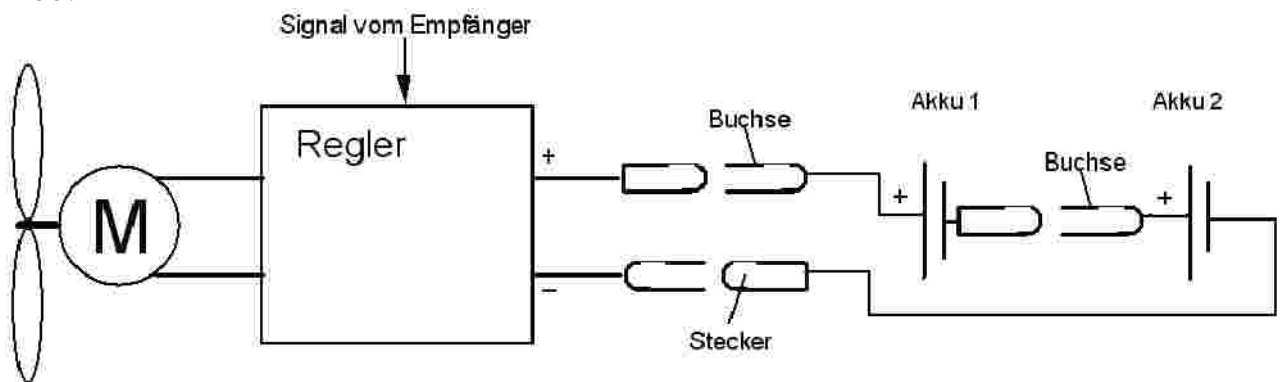 Signal vom Empfänger
Akku 1
Akku 2
Buchse
Regler
Buchse
+
+
+
M
–
Stecker